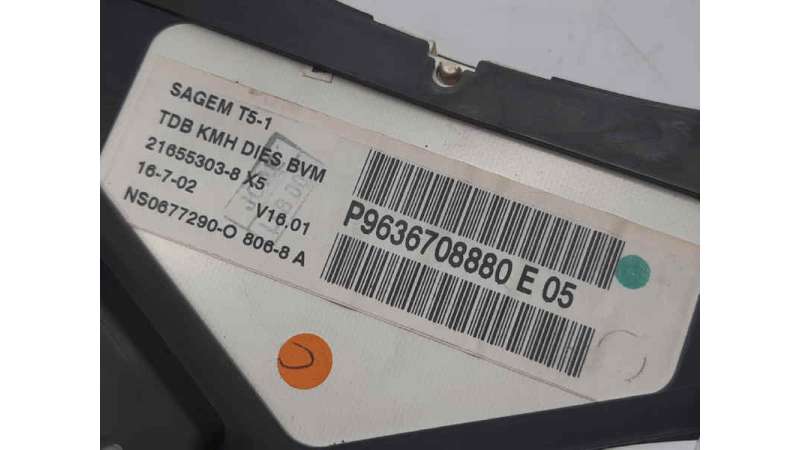 SAGEM T5-1
TDB KMH DIES BVM
21655303-8 X5
16-7-02 V16.01
NS0677290-O 806-8 A
P9636708880 E 05